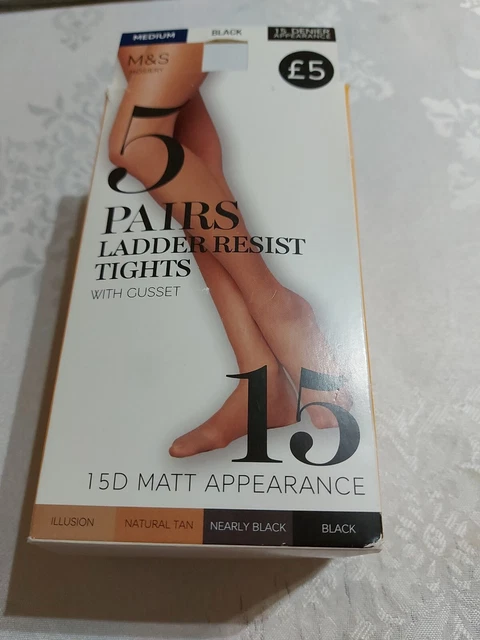 MEDIUM
BLACK
15 DENIER
APPEARANCE
M&S
£5
5
PAIRS
LADDER RESIST
TIGHTS
WITH GUSSET
15
15D MATT APPEARANCE
ILLUSION
NATURAL TAN
NEARLY BLACK
BLACK